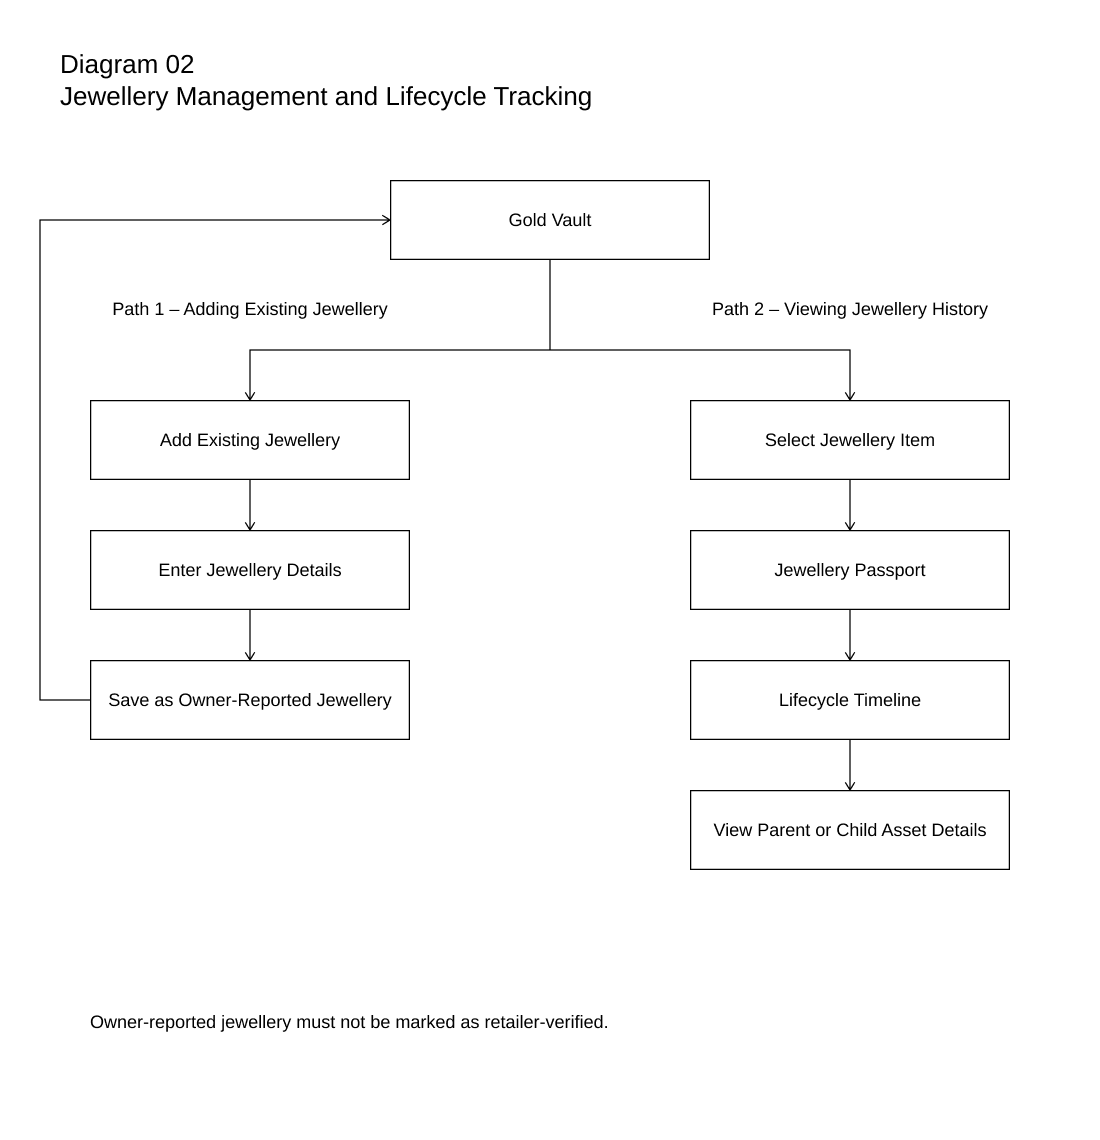 Diagram 02
Jewellery Management and Lifecycle Tracking
Gold Vault
Path 1 – Adding Existing Jewellery
Path 2 – Viewing Jewellery History
Add Existing Jewellery
Select Jewellery Item
Enter Jewellery Details
Jewellery Passport
Save as Owner-Reported Jewellery
Lifecycle Timeline
View Parent or Child Asset Details
Owner-reported jewellery must not be marked as retailer-verified.